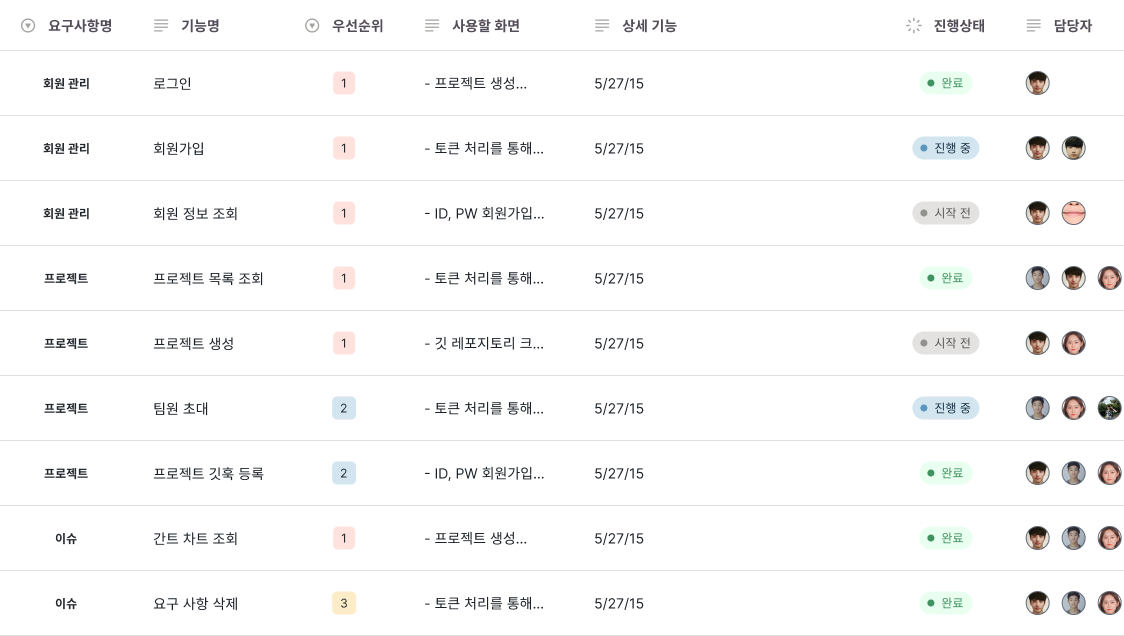 요구사항명 기능명 우선순위 사용할 화면 상세 기능 진행상태 담당자
회원 관리 로그인 1 - 프로젝트 생성... 5/27/15 완료
회원 관리 회원가입 1 - 토큰 처리를 통해... 5/27/15 진행 중
회원 관리 회원 정보 조회 1 - ID, PW 회원가입... 5/27/15 시작 전
프로젝트 프로젝트 목록 조회 1 - 토큰 처리를 통해... 5/27/15 완료
프로젝트 프로젝트 생성 1 - 깃 레포지토리 크... 5/27/15 시작 전
프로젝트 팀원 초대 2 - 토큰 처리를 통해... 5/27/15 진행 중
프로젝트 프로젝트 깃훅 등록 2 - ID, PW 회원가입... 5/27/15 완료
이슈 간트 차트 조회 1 - 프로젝트 생성... 5/27/15 완료
이슈 요구 사항 삭제 3 - 토큰 처리를 통해... 5/27/15 완료